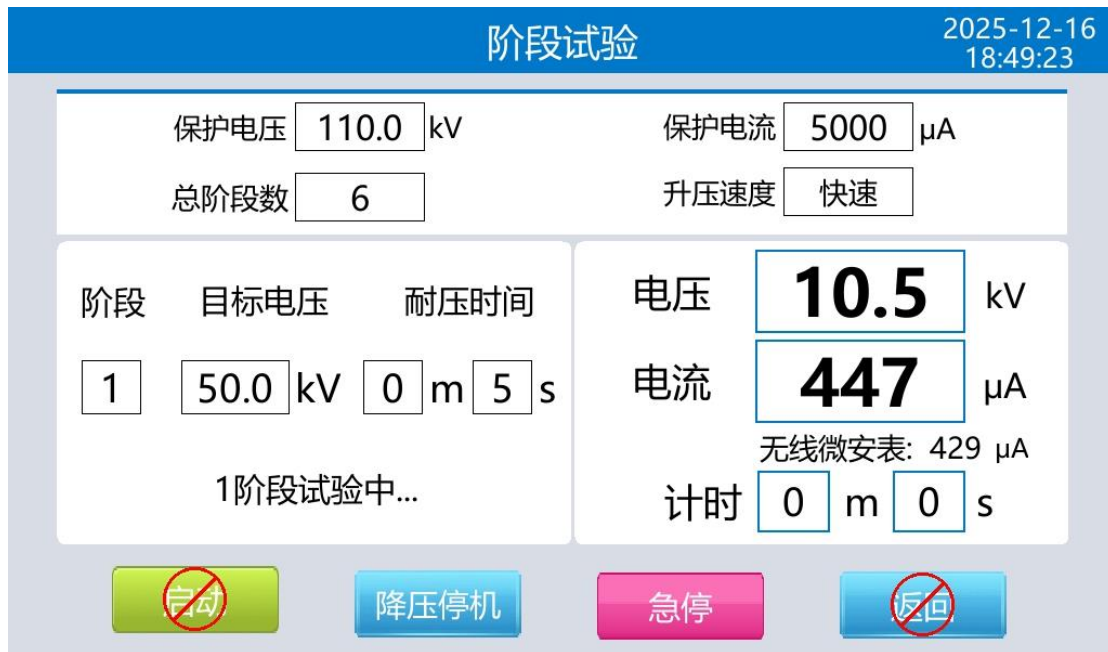 阶段试验
2025-12-16
18:49:23
保护电压 110.0 kV 保护电流 5000 μA
总阶段数 6 升压速度 快速
阶段 目标电压 耐压时间
1 50.0 kV 0 m 5 s
1阶段试验中...
电压 10.5 kV
电流 447 μA
无线微安表: 429 μA
计时 0 m 0 s
启动 降压停机 急停 返回